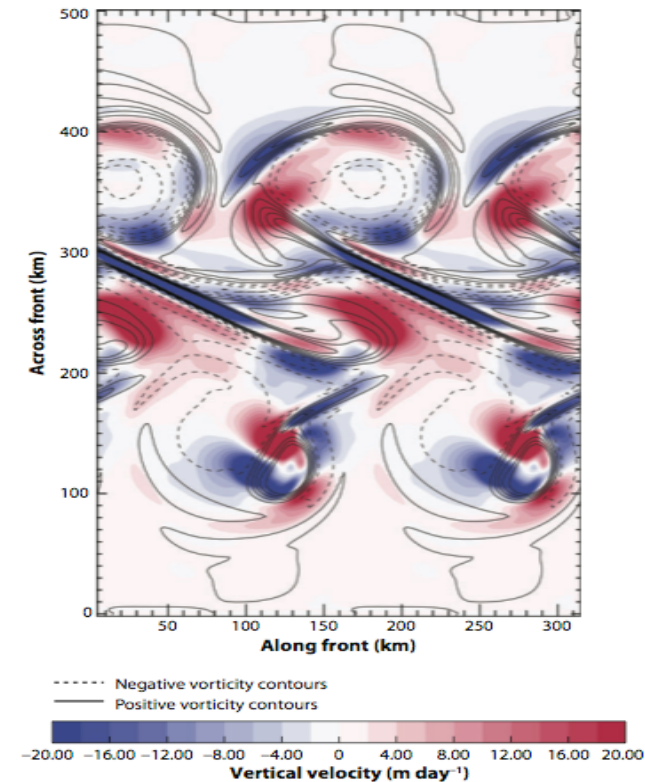 500
400
300
200
100
0
Across front (km)
50 100 150 200 250 300
Along front (km)
Negative vorticity contours
Positive vorticity contours
−20.00 −16.00 −12.00 −8.00 −4.00 0 4.00 8.00 12.00 16.00 20.00
Vertical velocity (m day⁻¹)